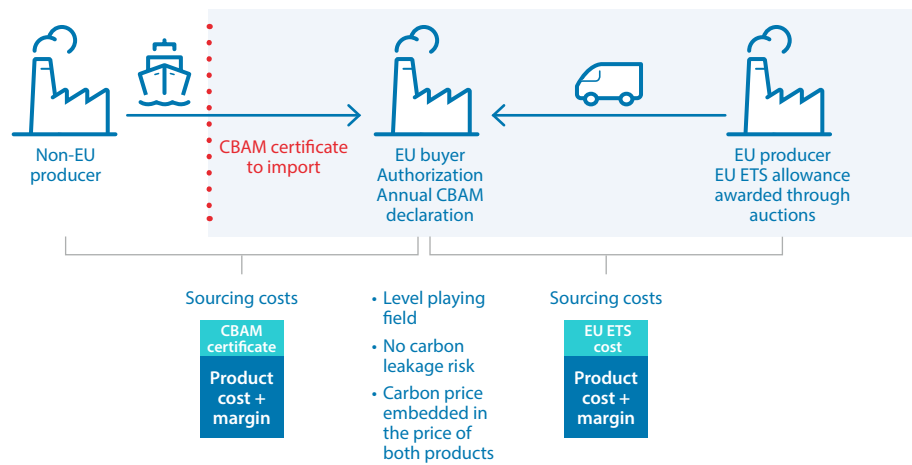 Non-EU
producer
CBAM certificate
to import
EU buyer
Authorization
Annual CBAM
declaration
EU producer
EU ETS allowance
awarded through
auctions
Sourcing costs
CBAM
certificate
Product
cost +
margin
• Level playing
field
• No carbon
leakage risk
• Carbon price
embedded in
the price of
both products
Sourcing costs
EU ETS
cost
Product
cost +
margin